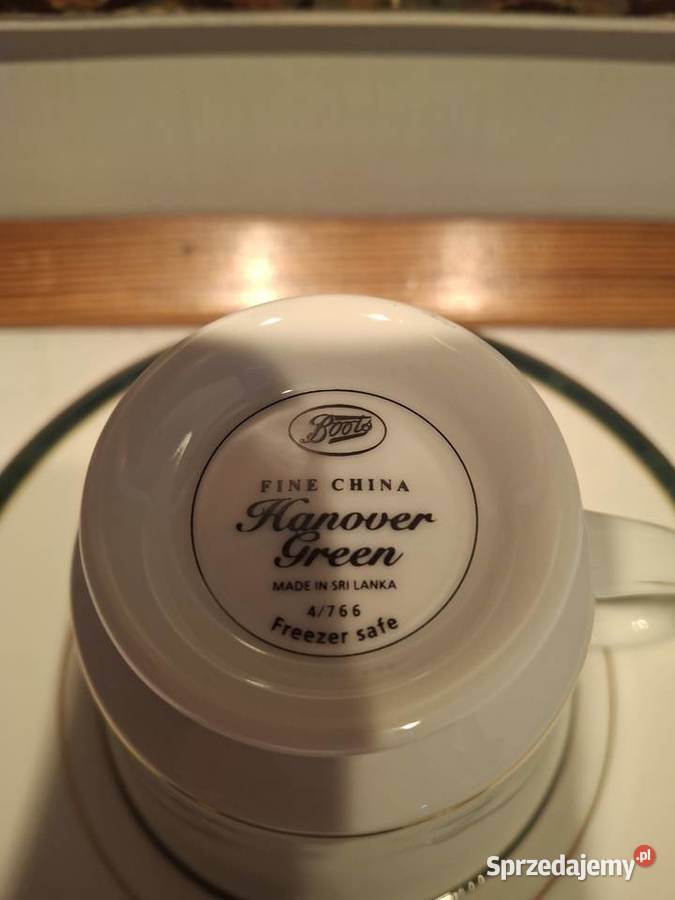 Boots
FINE CHINA
Hanover
Green
MADE IN SRI LANKA
4/766
Freezer safe
Sprzedajemy.pl